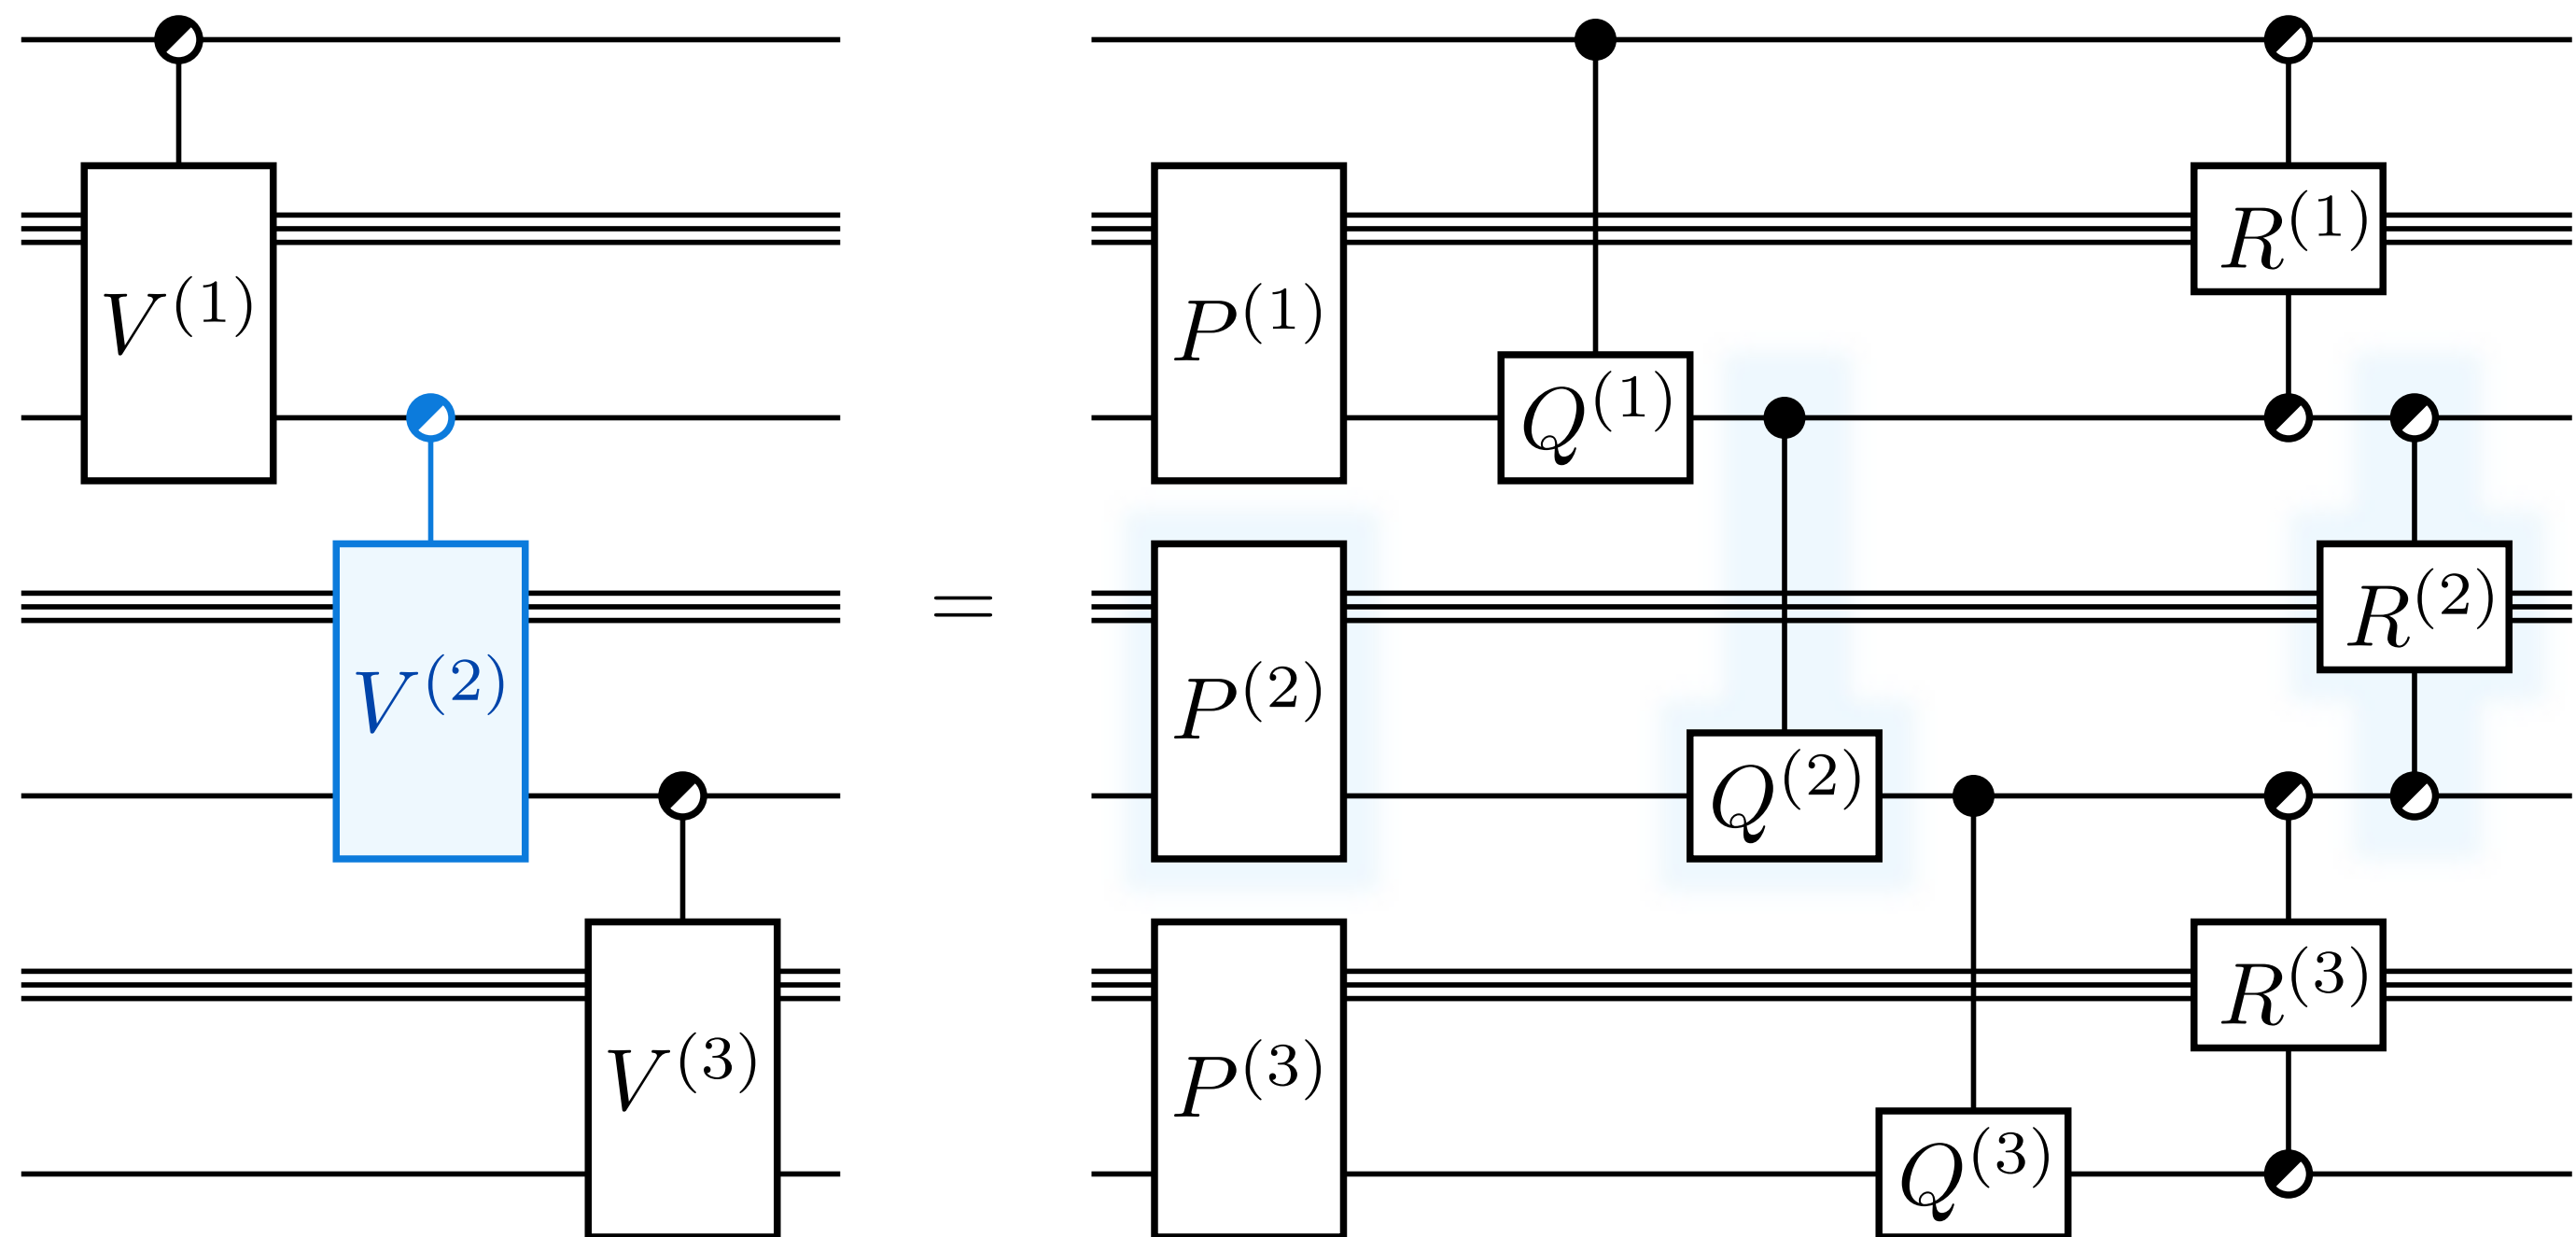 V^{(1)}
V^{(2)}
V^{(3)}
=
P^{(1)}
P^{(2)}
P^{(3)}
Q^{(1)}
Q^{(2)}
Q^{(3)}
R^{(1)}
R^{(2)}
R^{(3)}